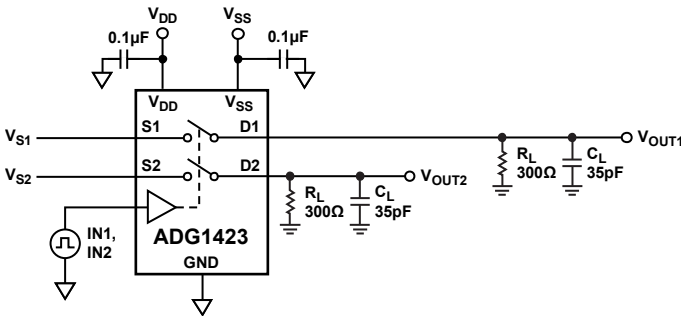 VDD VSS
0.1µF 0.1µF
VDD VSS
VS1 S1 D1 VOUT1
RL 300Ω CL 35pF
VS2 S2 D2 VOUT2
RL 300Ω CL 35pF
IN1, IN2
ADG1423
GND